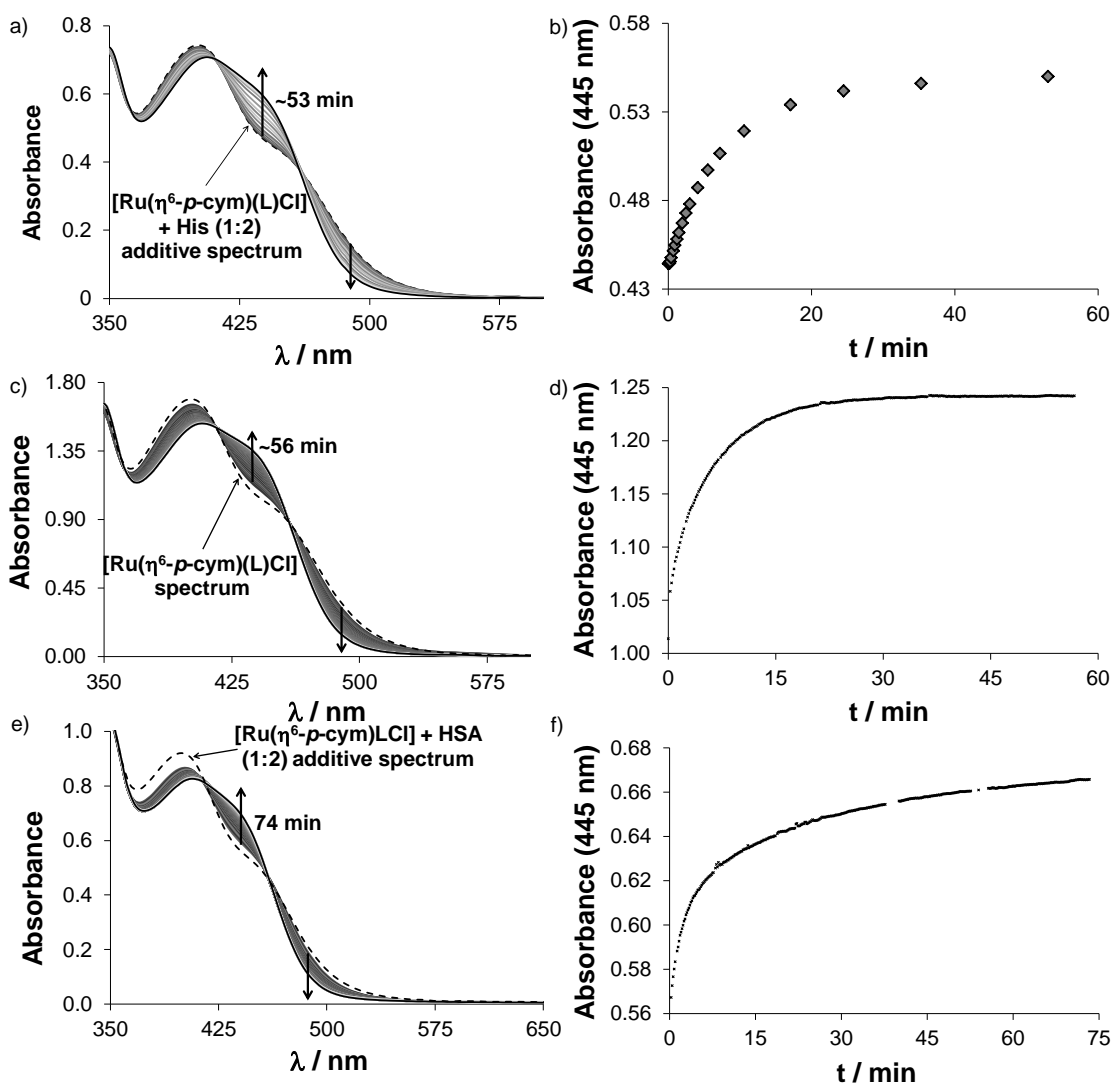 a)
0.8
0.6
0.4
0.2
0
Absorbance
350
425
500
575
λ / nm
~53 min
[Ru(η⁶-p-cym)(L)Cl]
+ His (1:2)
additive spectrum
b)
0.58
0.53
0.48
0.43
Absorbance (445 nm)
0
20
40
60
t / min
c)
1.80
1.35
0.90
0.45
0.00
Absorbance
350
425
500
575
λ / nm
~56 min
[Ru(η⁶-p-cym)(L)Cl]
spectrum
d)
1.25
1.20
1.15
1.10
1.05
1.00
Absorbance (445 nm)
0
15
30
45
60
t / min
e)
1.0
0.8
0.6
0.4
0.2
0.0
Absorbance
350
425
500
575
650
λ / nm
[Ru(η⁶-p-cym)LCl] + HSA
(1:2) additive spectrum
74 min
f)
0.68
0.66
0.64
0.62
0.60
0.58
0.56
Absorbance (445 nm)
0
15
30
45
60
75
t / min